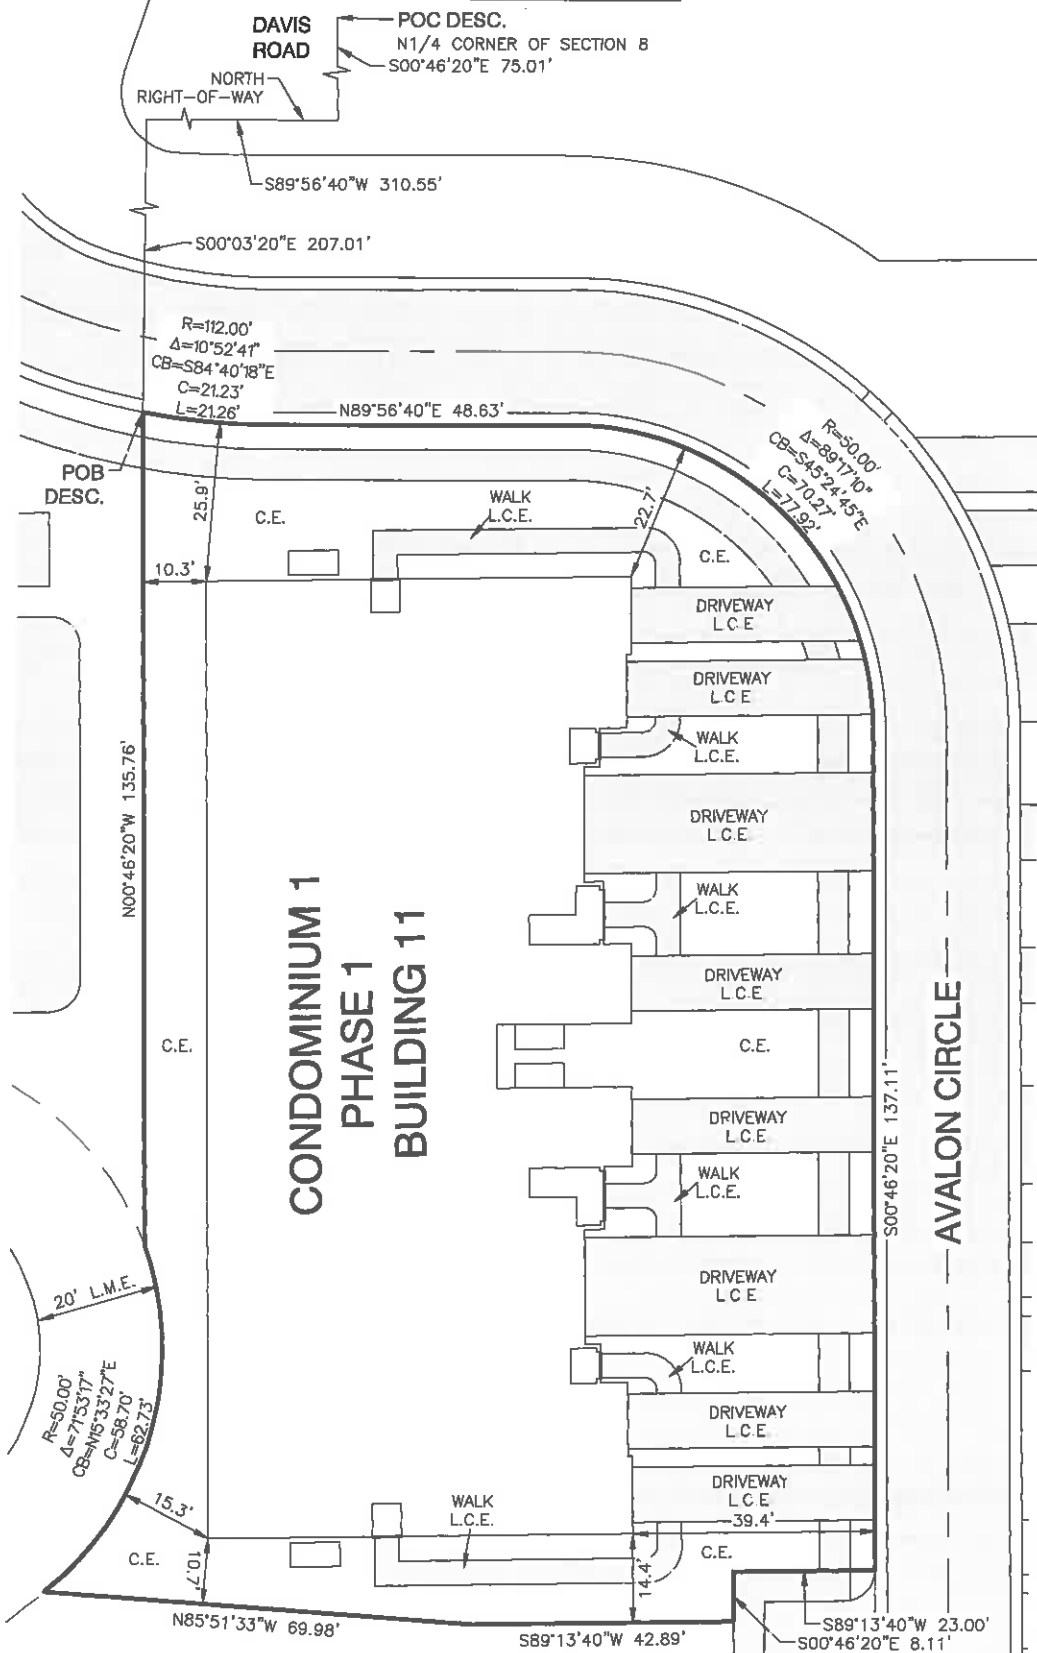 DAVIS
ROAD
POC DESC.
N1/4 CORNER OF SECTION 8
S00°46'20"E 75.01'
NORTH
RIGHT-OF-WAY
S89°56'40"W 310.55'
S00°03'20"E 207.01'
R=112.00'
Δ=10°52'41"
CB=S84°40'18"E
C=21.23'
L=21.26'
N89°56'40"E 48.63'
R=50.00'
Δ=89°17'10"
CB=S45°24'45"E
C=70.27'
L=77.92'
POB
DESC.
25.9'
C.E.
WALK
L.C.E.
22.7'
C.E.
10.3'
DRIVEWAY
L.C.E
DRIVEWAY
L.C.E
WALK
L.C.E.
N00°46'20"W 135.76'
DRIVEWAY
L.C.E
WALK
L.C.E.
CONDOMINIUM 1
PHASE 1
BUILDING 11
DRIVEWAY
L.C.E
C.E.
C.E.
AVALON CIRCLE
S00°46'20"E 137.11'
DRIVEWAY
L.C.E
WALK
L.C.E.
DRIVEWAY
L.C.E
20' L.M.E.
WALK
L.C.E.
R=50.00'
Δ=71°53'17"
CB=N15°33'27"E
C=58.70'
L=62.73'
DRIVEWAY
L.C.E.
DRIVEWAY
L.C.E
15.3'
WALK
L.C.E.
39.4'
C.E.
10.7'
C.E.
14.4'
N85°51'33"W 69.98'
S89°13'40"W 42.89'
S89°13'40"W 23.00'
S00°46'20"E 8.11'